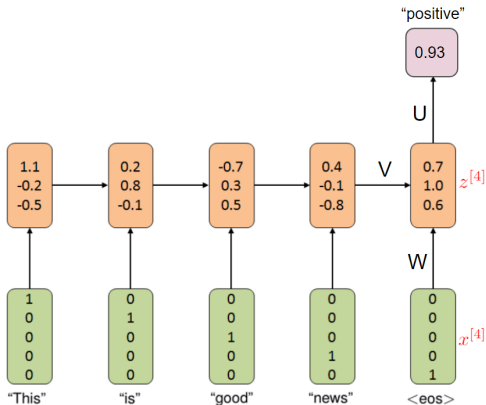 “positive”
0.93
U
1.1 0.2 -0.7 0.4 V 0.7
-0.2 0.8 0.3 -0.1 1.0 z[4]
-0.5 -0.1 0.5 -0.8 0.6
W
1 0 0 0 0
0 1 0 0 0
0 0 1 0 0 x[4]
0 0 0 1 0
0 0 0 0 1
“This” “is” “good” “news” <eos>